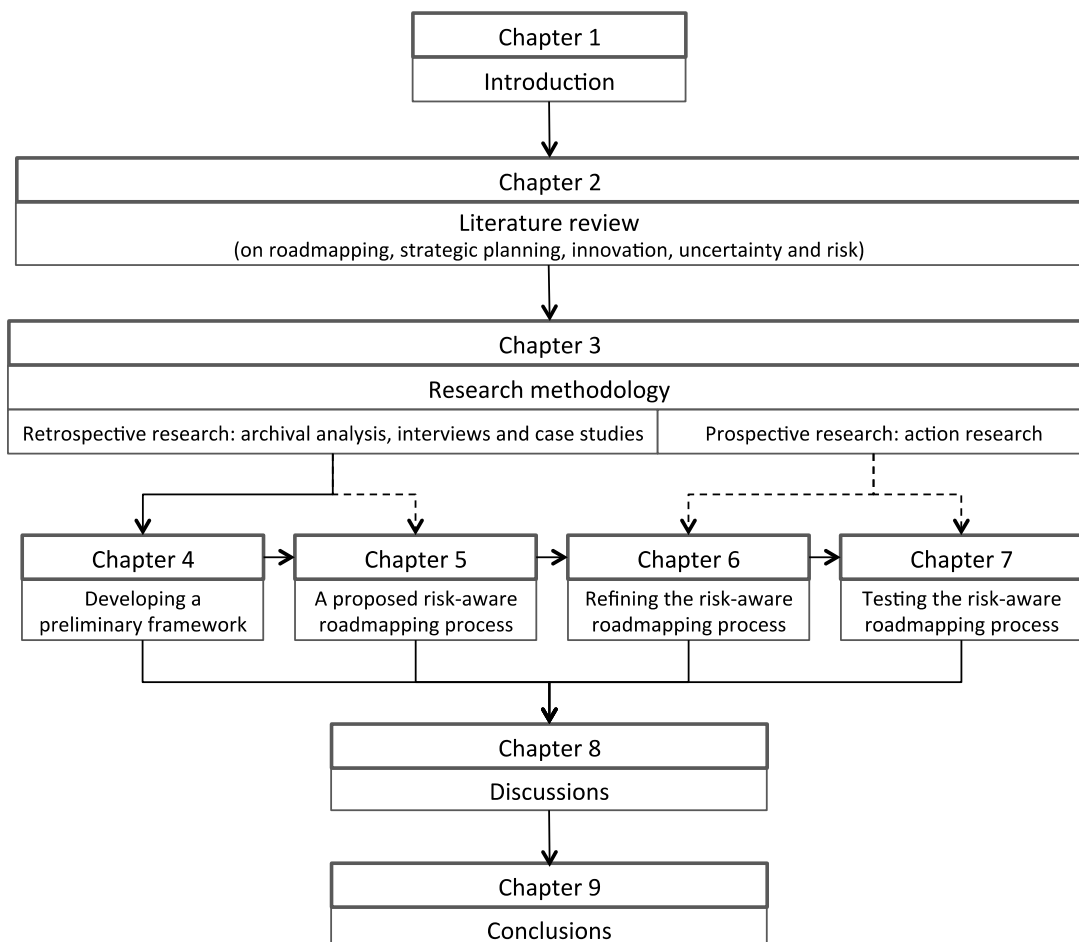 Chapter 1
Introduction
Chapter 2
Literature review
(on roadmapping, strategic planning, innovation, uncertainty and risk)
Chapter 3
Research methodology
Retrospective research: archival analysis, interviews and case studies
Prospective research: action research
Chapter 4
Developing a
preliminary framework
Chapter 5
A proposed risk-aware
roadmapping process
Chapter 6
Refining the risk-aware
roadmapping process
Chapter 7
Testing the risk-aware
roadmapping process
Chapter 8
Discussions
Chapter 9
Conclusions